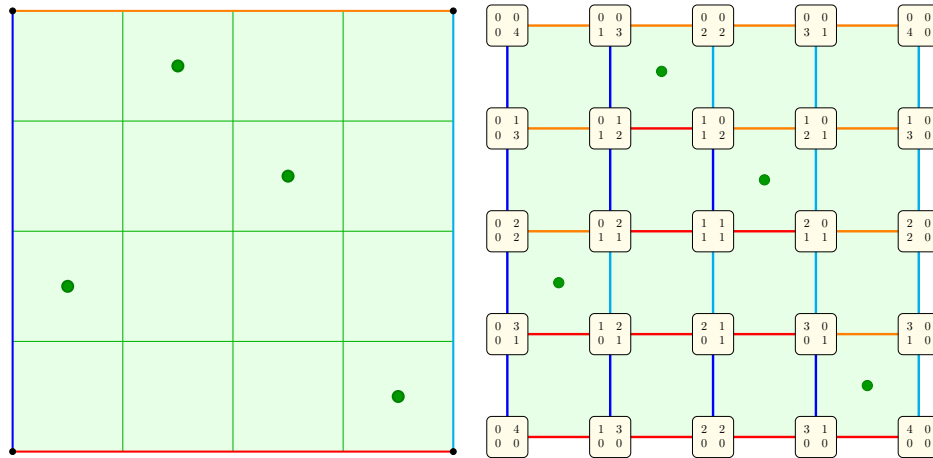 0 0 0 0 0 0 0 0 0 0
0 4 1 3 2 2 3 1 4 0
0 1 0 1 1 0 1 0 1 0
0 3 1 2 1 2 2 1 3 0
0 2 0 2 1 1 2 0 2 0
0 2 1 1 1 1 1 1 2 0
0 3 1 2 2 1 3 0 3 0
0 1 0 1 0 1 0 1 1 0
0 4 1 3 2 2 3 1 4 0
0 0 0 0 0 0 0 0 0 0